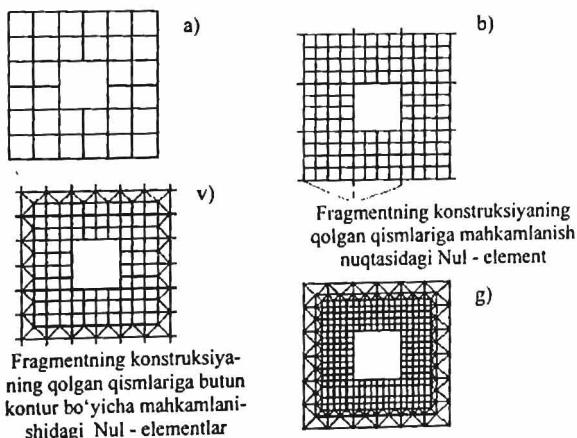 a)
b)
Fragmentning konstruksiyaning
qolgan qismlariga mahkamlanish
nuqtasidagi Nul - element
v)
Fragmentning konstruksiya-
ning qolgan qismlariga butun
kontur bo‘yicha mahkamlani-
shidagi Nul - elementlar
g)